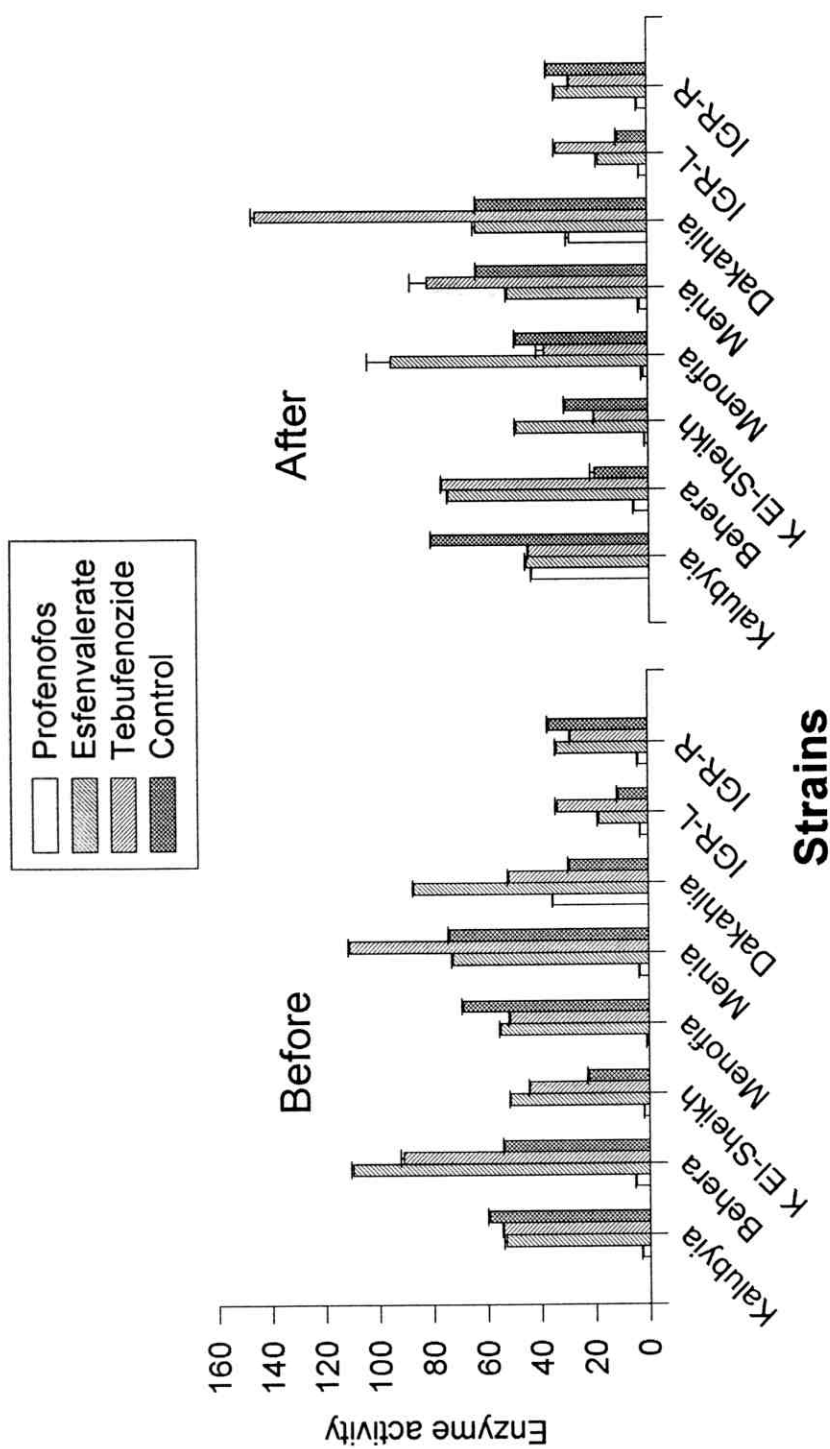 Profenofos
Esfenvalerate
Tebufenozide
Control
Before
After
Enzyme activity
160
140
120
100
80
60
40
20
0
Kalubyia
Behera
K El-Sheikh
Menofia
Menia
Dakahlia
IGR-L
IGR-R
Kalubyia
Behera
K El-Sheikh
Menofia
Menia
Dakahlia
IGR-L
IGR-R
Strains